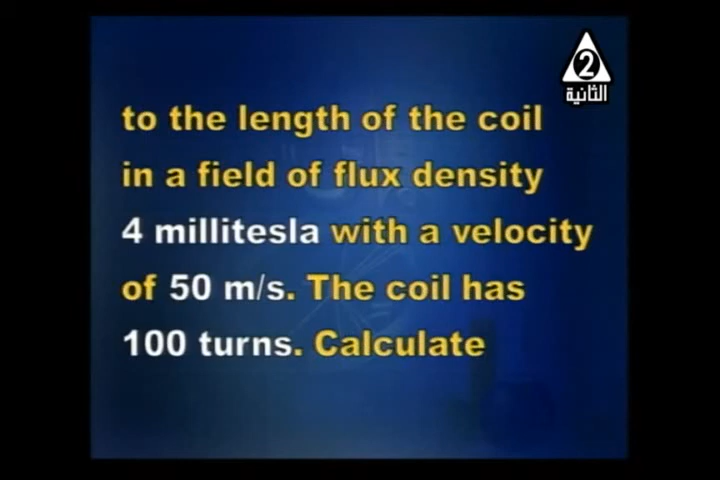 2
الثانية
to the length of the coil
in a field of flux density
4 millitesla with a velocity
of 50 m/s. The coil has
100 turns. Calculate